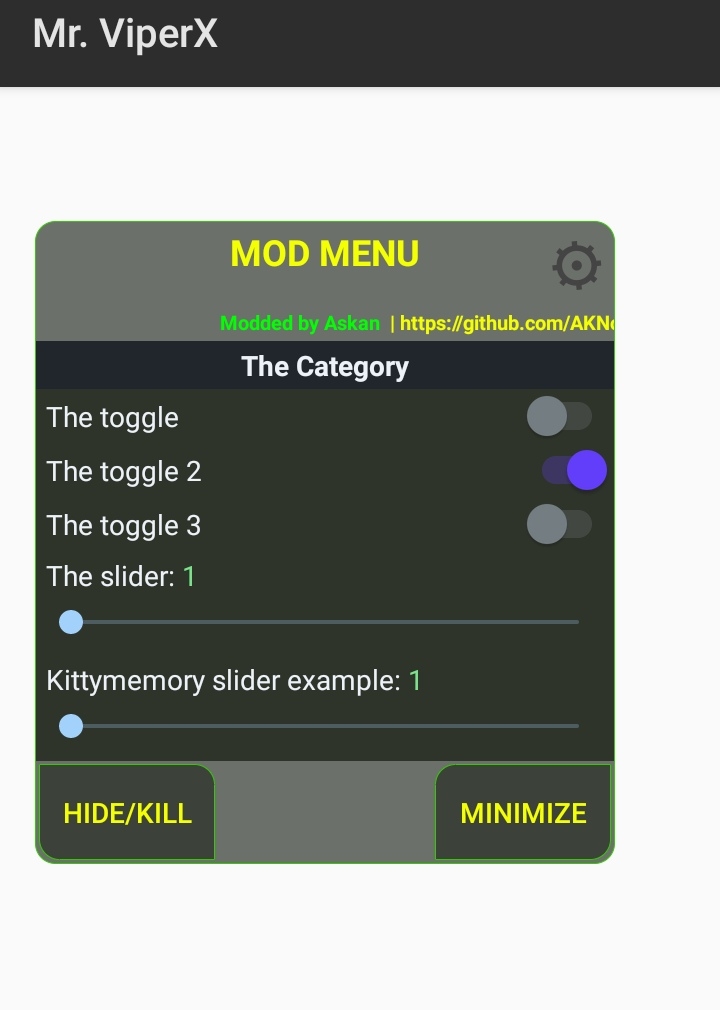 Mr. ViperX
MOD MENU
Modded by Askan | https://github.com/AKN
The Category
The toggle
The toggle 2
The toggle 3
The slider: 1
Kittymemory slider example: 1
HIDE/KILL
MINIMIZE